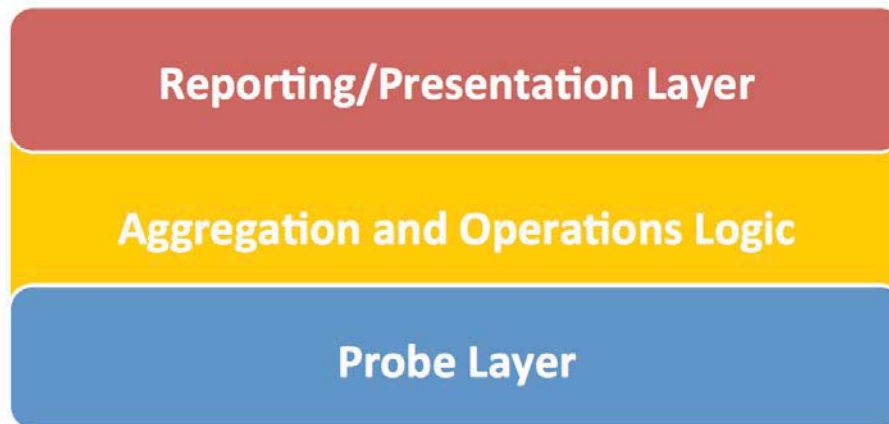 Reporting/Presentation Layer
Aggregation and Operations Logic
Probe Layer